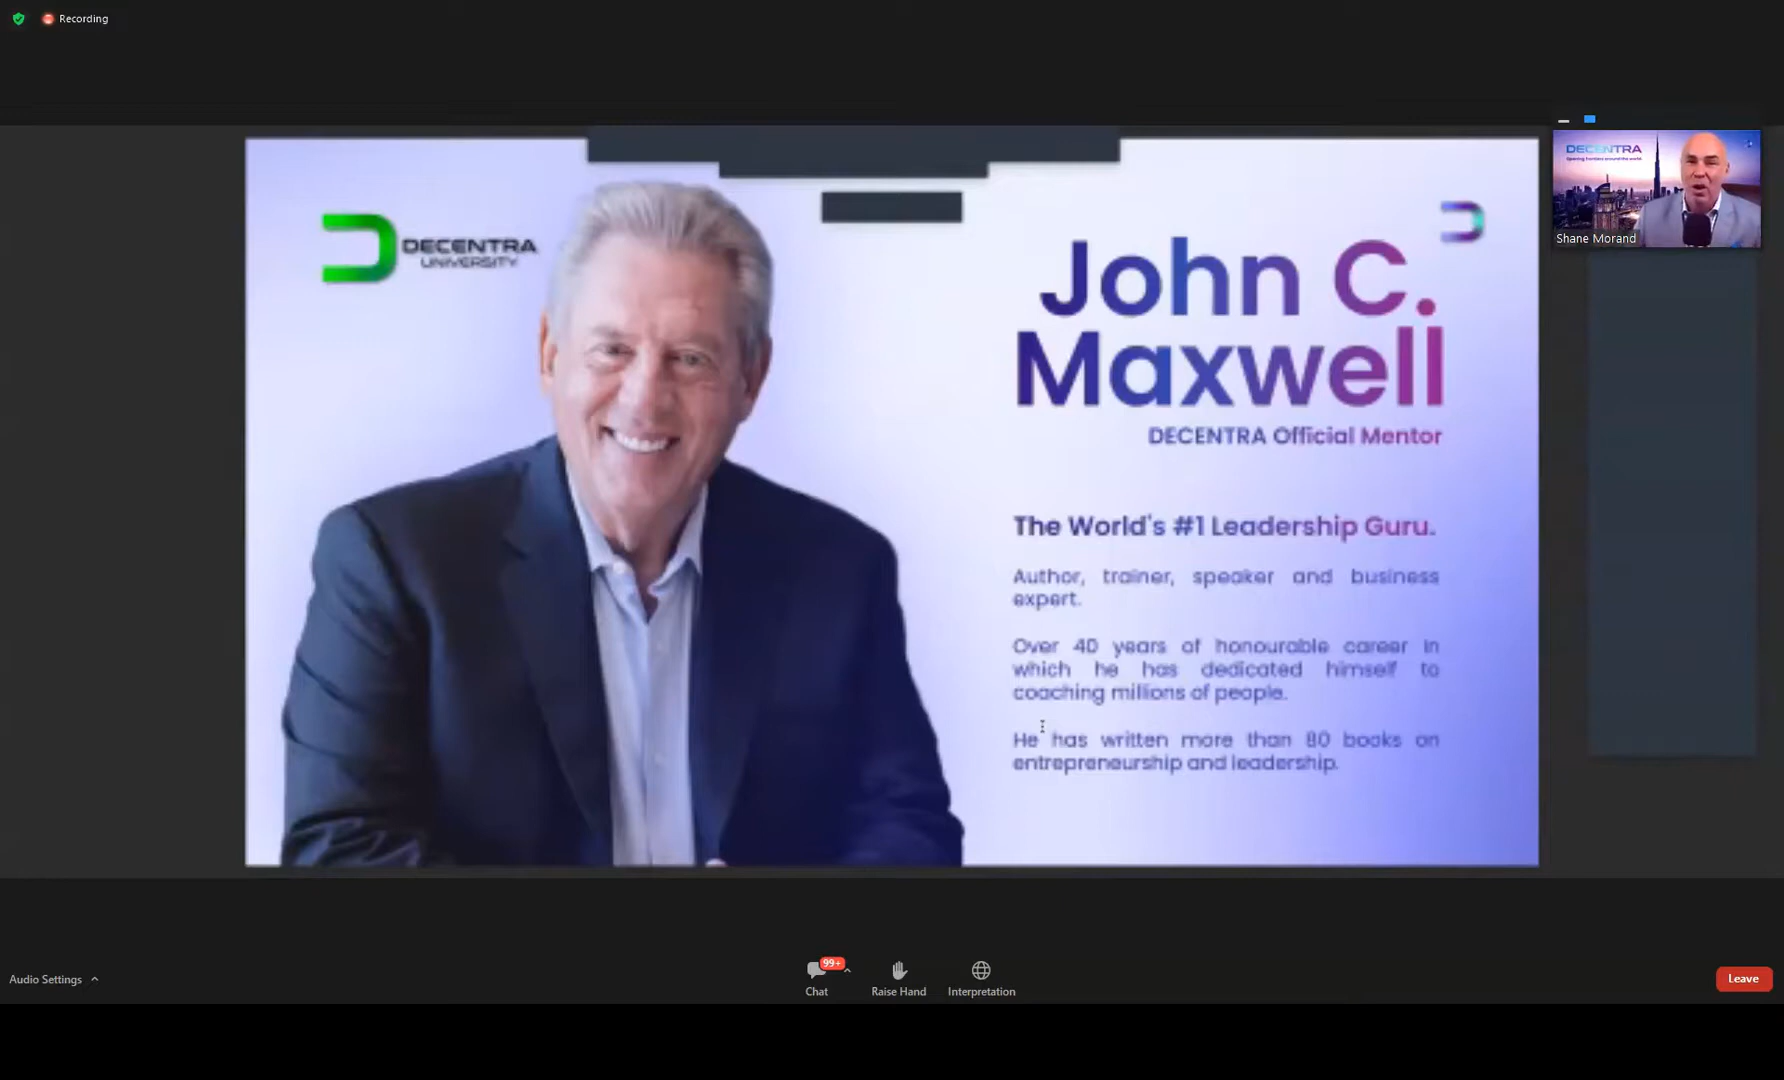 Recording
DECENTRA
Shane Morand
DECENTRA
UNIVERSITY
John C.
Maxwell
DECENTRA Official Mentor
The World's #1 Leadership Guru.
Author, trainer, speaker and business
expert.
Over 40 years of honourable career in
which he has dedicated himself to
coaching millions of people.
He has written more than 80 books on
entrepreneurship and leadership.
Audio Settings
99+
Chat
Raise Hand
Interpretation
Leave